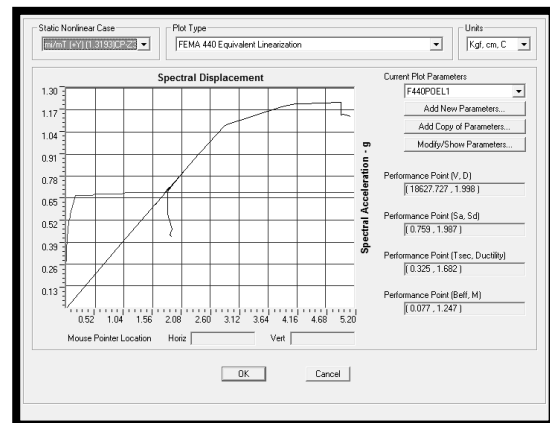 Static Nonlinear Case
Plot Type
Units
FEMA 440 Equivalent Linearization
Kgf, cm, C
Spectral Displacement
Current Plot Parameters
F440POEL1
Add New Parameters...
Add Copy of Parameters...
Modify/Show Parameters...
Performance Point (V, D)
( 18627.727 , 1.998 )
Performance Point (Sa, Sd)
( 0.759 , 1.987 )
Performance Point (Tsec, Ductility)
( 0.325 , 1.682 )
Performance Point (Beff, M)
( 0.077 , 1.247 )
1.30
1.17
1.04
0.91
0.78
0.65
0.52
0.39
0.26
0.13
Spectral Acceleration - g
0.52 1.04 1.56 2.08 2.60 3.12 3.64 4.16 4.68 5.20
Mouse Pointer Location Horiz Vert
OK Cancel